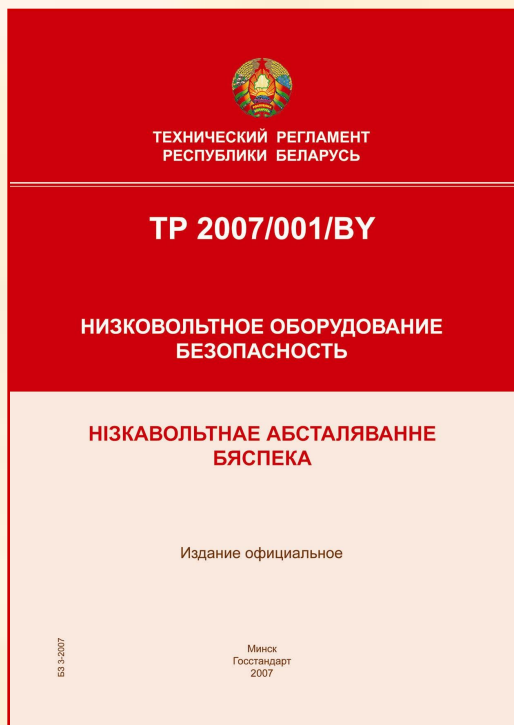 ТЕХНИЧЕСКИЙ РЕГЛАМЕНТ
РЕСПУБЛИКИ БЕЛАРУСЬ
ТР 2007/001/BY
НИЗКОВОЛЬТНОЕ ОБОРУДОВАНИЕ
БЕЗОПАСНОСТЬ
НІЗКАВОЛЬТНАЕ АБСТАЛЯВАННЕ
БЯСПЕКА
Издание официальное
БЗ 3-2007
Минск
Госстандарт
2007